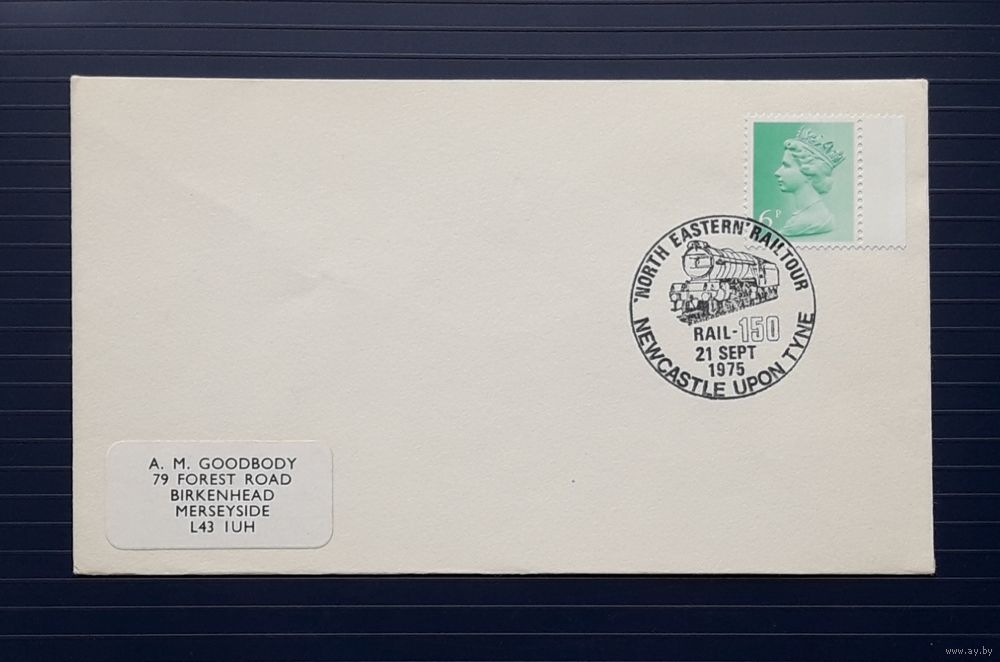 6P
'NORTH EASTERN' RAILTOUR
RAIL-150
21 SEPT
1975
NEWCASTLE UPON TYNE
A. M. GOODBODY
79 FOREST ROAD
BIRKENHEAD
MERSEYSIDE
L43 1UH
www.ay.by